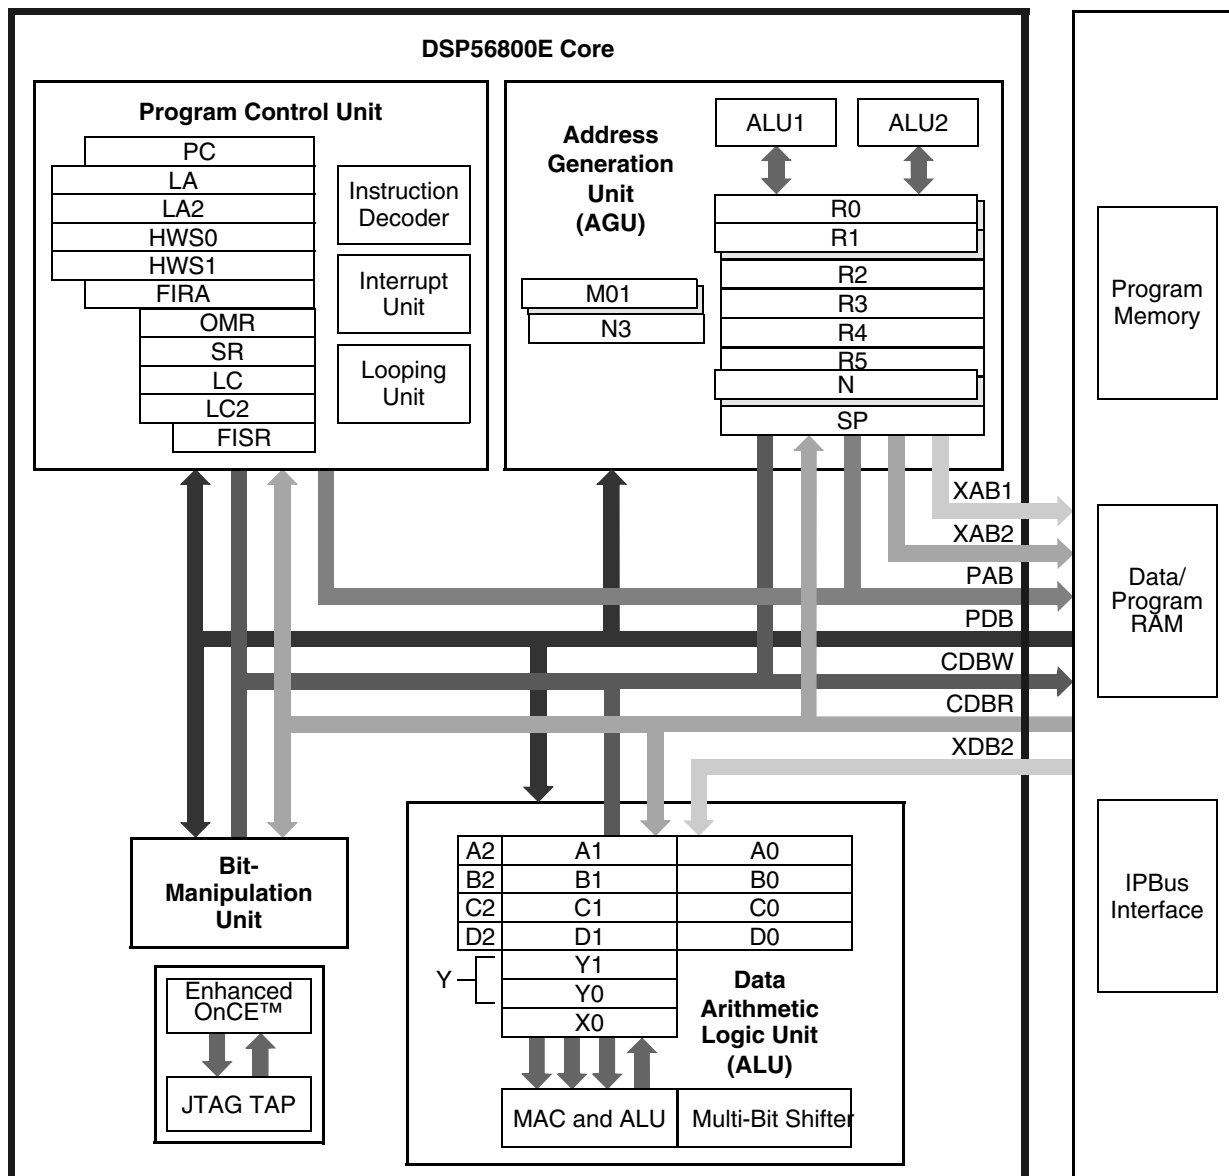 DSP56800E Core
Program Control Unit
PC
LA
LA2
HWS0
HWS1
FIRA
OMR
SR
LC
LC2
FISR
Instruction
Decoder
Interrupt
Unit
Looping
Unit
Address
Generation
Unit
(AGU)
ALU1
ALU2
R0
R1
R2
R3
R4
R5
N
SP
M01
N3
XAB1
XAB2
PAB
PDB
CDBW
CDBR
XDB2
Program
Memory
Data/
Program
RAM
IPBus
Interface
Bit-
Manipulation
Unit
Enhanced
OnCE™
JTAG TAP
A2 A1 A0
B2 B1 B0
C2 C1 C0
D2 D1 D0
Y
Y1
Y0
X0
Data
Arithmetic
Logic Unit
(ALU)
MAC and ALU
Multi-Bit Shifter